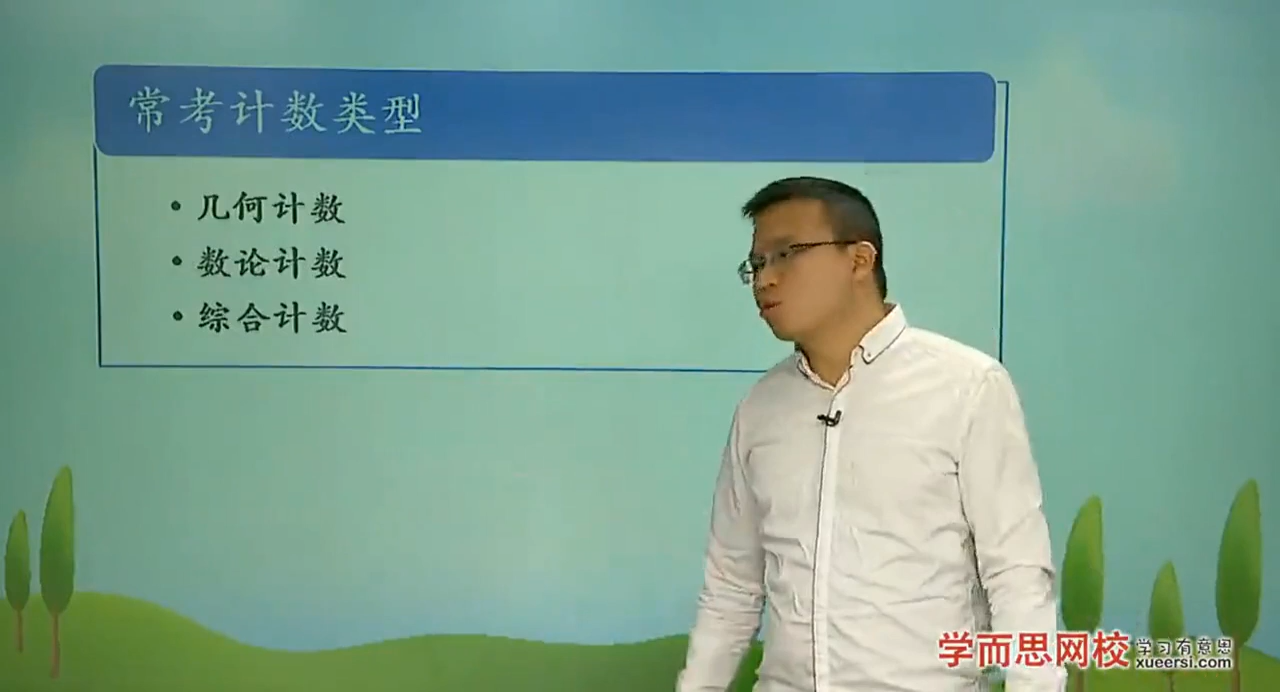 常考计数类型
• 几何计数
• 数论计数
• 综合计数
学而思网校 学习有意思
xueersi.com